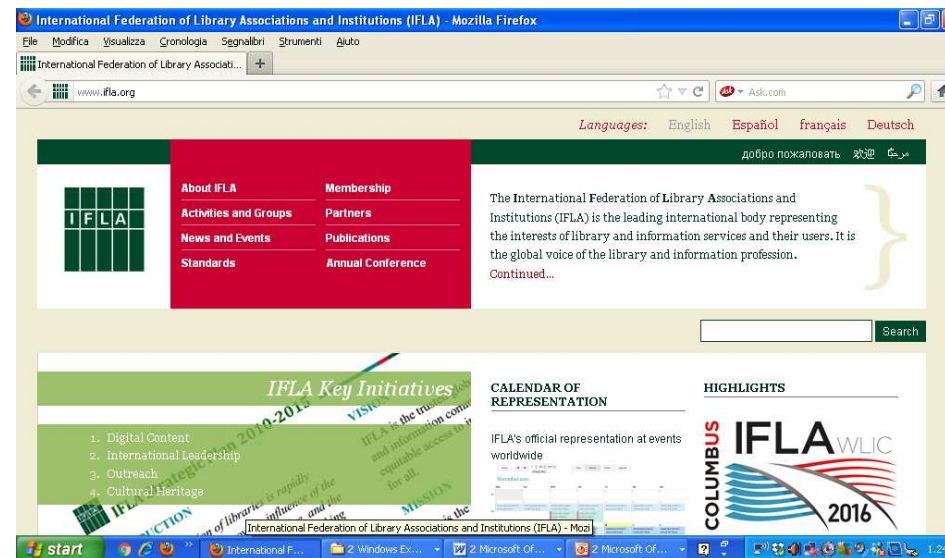 International Federation of Library Associations and Institutions (IFLA) - Mozilla Firefox
File Modifica Visualizza Cronologia Segnalibri Strumenti Aiuto
International Federation of Library Associati... +
www.ifla.org
Ask.com
Languages: English Español français Deutsch
добро пожаловать 欢迎
IFLA
About IFLA
Activities and Groups
News and Events
Standards
Membership
Partners
Publications
Annual Conference
The International Federation of Library Associations and
Institutions (IFLA) is the leading international body representing
the interests of library and information services and their users. It is
the global voice of the library and information profession.
Continued...
Search
IFLA Key Initiatives
1. Digital Content
2. International Leadership
3. Outreach
4. Cultural Heritage
2010-2015
VISION
MISSION
CALENDAR OF
REPRESENTATION
IFLA's official representation at events
worldwide
HIGHLIGHTS
COLUMBUS
IFLA WLIC
2016
International Federation of Library Associations and Institutions (IFLA) - Mozi
start
International F...
2 Windows Ex...
2 Microsoft Of...
2 Microsoft Of...